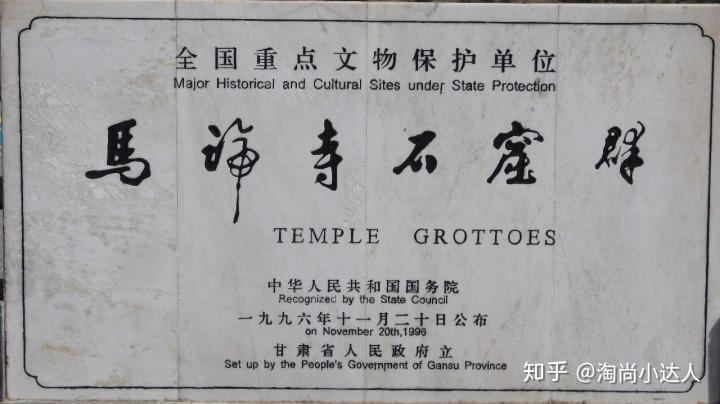 全国重点文物保护单位
Major Historical and Cultural Sites under State Protection
馬蹄寺石窟群
TEMPLE GROTTOES
中华人民共和国国务院
Recognized by the State Council
一九九六年十一月二十日公布
on November 20th,1996
甘肃省人民政府立
Set up by the People's Government of Gansu Province
知乎 @淘尚小达人